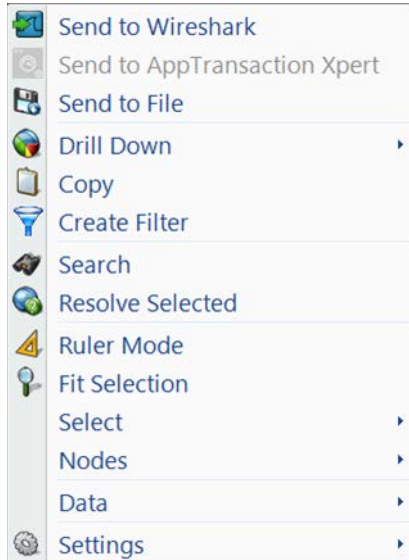 Send to Wireshark
Send to AppTransaction Xpert
Send to File
Drill Down
Copy
Create Filter
Search
Resolve Selected
Ruler Mode
Fit Selection
Select
Nodes
Data
Settings